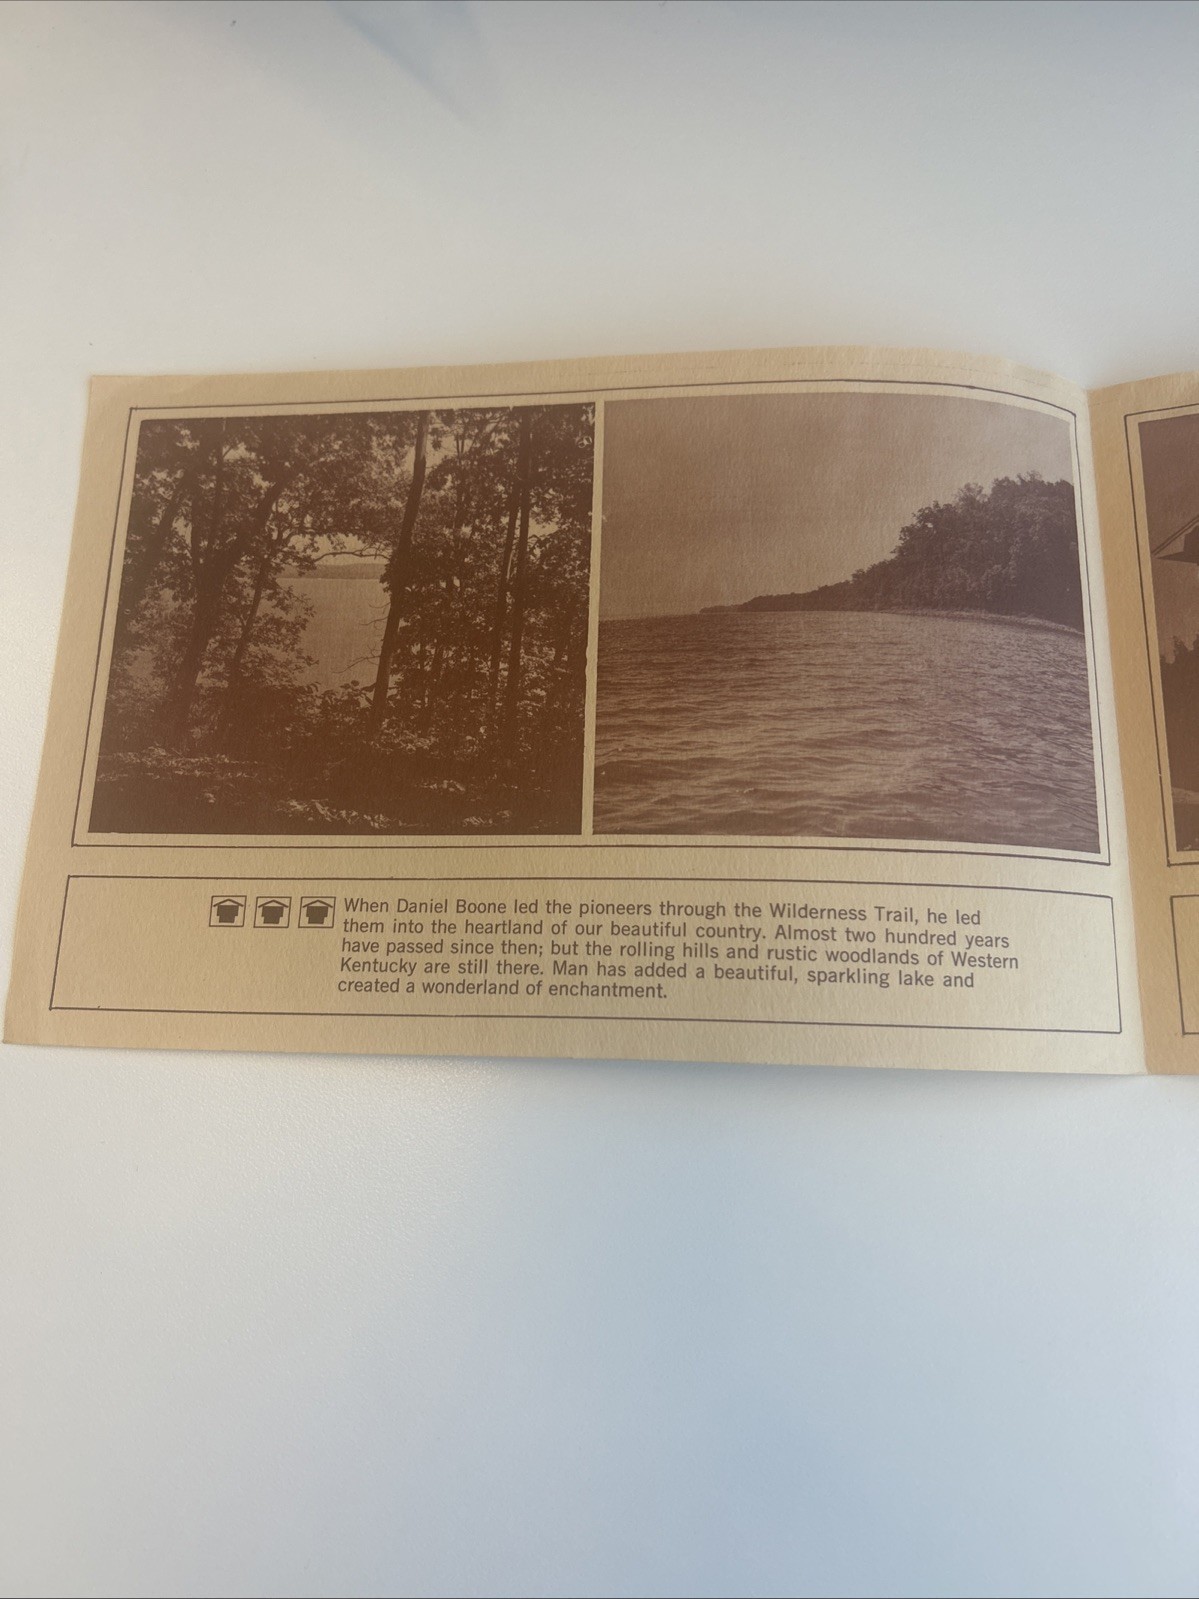 When Daniel Boone led the pioneers through the Wilderness Trail, he led
them into the heartland of our beautiful country. Almost two hundred years
have passed since then; but the rolling hills and rustic woodlands of Western
Kentucky are still there. Man has added a beautiful, sparkling lake and
created a wonderland of enchantment.